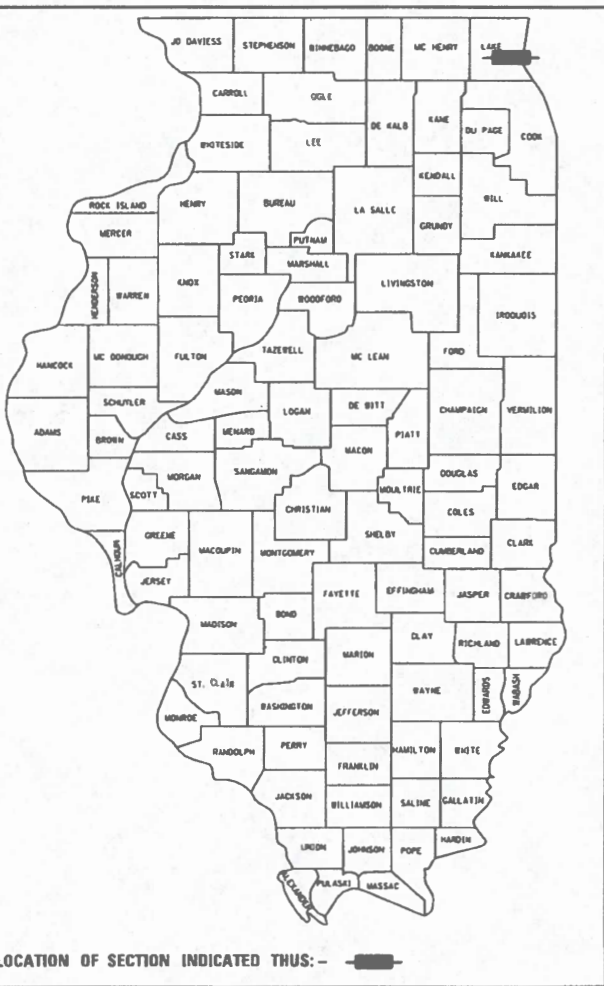 JO DAVIESS STEPHENSON BINNEBAGO BOONE MC HENRY LAKE
CARROLL OGLE DE KALB KANE DU PAGE COOK
WHITESIDE LEE
KENDALL
ROCK ISLAND HENRY BUREAU LA SALLE GRUNDY WILL
MERCER PUTNAM KANKAKEE
STARK MARSHALL
HENDERSON WARREN KNOX PEORIA WOODFORD LIVINGSTON IROQUOIS
HANCOCK MC DONOUGH FULTON TAZEWELL MC LEAN FORD
MASON
SCHUYLER LOGAN DE WITT CHAMPAIGN VERMILION
ADAMS BROWN CASS MENARD PIATT
MACON
MORGAN SANGAMON DOUGLAS EDGAR
PIKE SCOTT CHRISTIAN MOULTRIE COLES
GREENE MACOUPIN MONTGOMERY SHELBY CUMBERLAND CLARK
CALHOUN
JERSEY FAYETTE EFFINGHAM JASPER CRAWFORD
MADISON BOND
CLAY RICHLAND LAWRENCE
CLINTON MARION
ST. CLAIR WAYNE EDWARDS WABASH
WASHINGTON JEFFERSON
MONROE
RANDOLPH PERRY HAMILTON WHITE
FRANKLIN
JACKSON WILLIAMSON SALINE GALLATIN
UNION JOHNSON POPE HARDIN
ALEXANDER PULASKI MASSAC
LOCATION OF SECTION INDICATED THUS: -